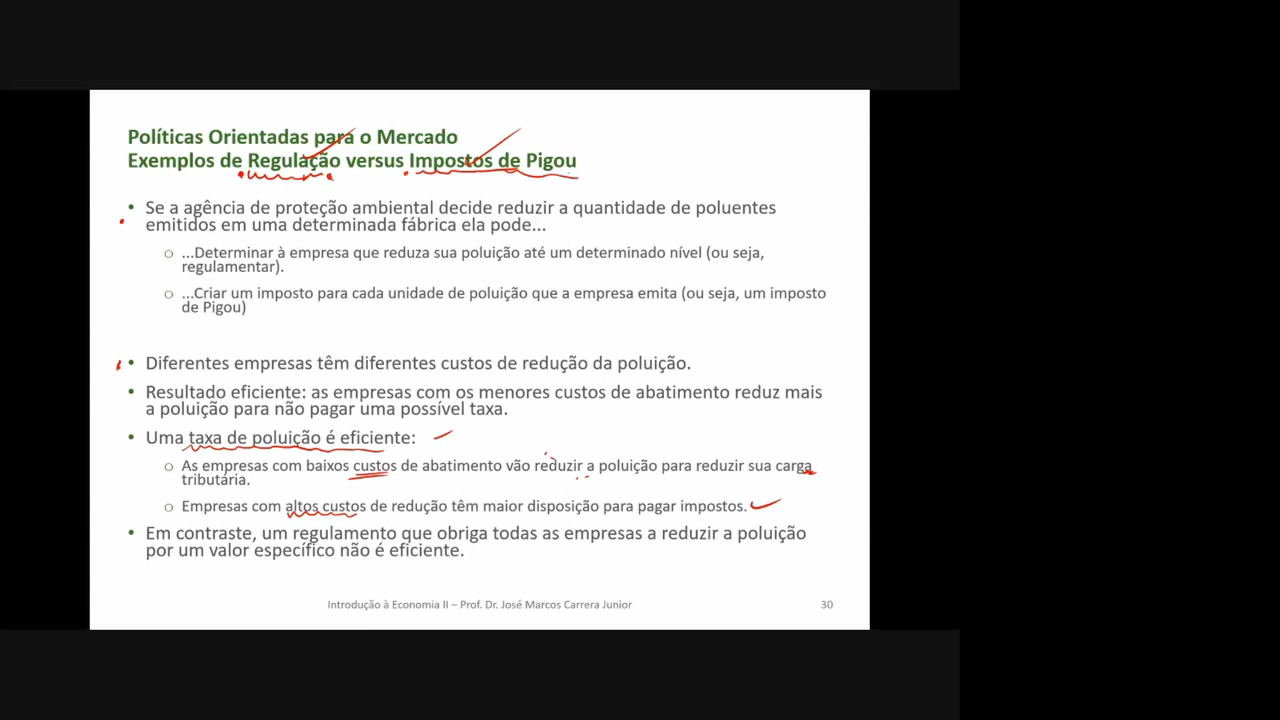 Políticas Orientadas para o Mercado
Exemplos de Regulação versus Impostos de Pigou
• Se a agência de proteção ambiental decide reduzir a quantidade de poluentes
emitidos em uma determinada fábrica ela pode...
o ...Determinar à empresa que reduza sua poluição até um determinado nível (ou seja,
regulamentar).
o ...Criar um imposto para cada unidade de poluição que a empresa emita (ou seja, um imposto
de Pigou)
• Diferentes empresas têm diferentes custos de redução da poluição.
• Resultado eficiente: as empresas com os menores custos de abatimento reduz mais
a poluição para não pagar uma possível taxa.
• Uma taxa de poluição é eficiente:
o As empresas com baixos custos de abatimento vão reduzir a poluição para reduzir sua carga
tributária.
o Empresas com altos custos de redução têm maior disposição para pagar impostos.
• Em contraste, um regulamento que obriga todas as empresas a reduzir a poluição
por um valor específico não é eficiente.
Introdução à Economia II – Prof. Dr. José Marcos Carrera Junior
30